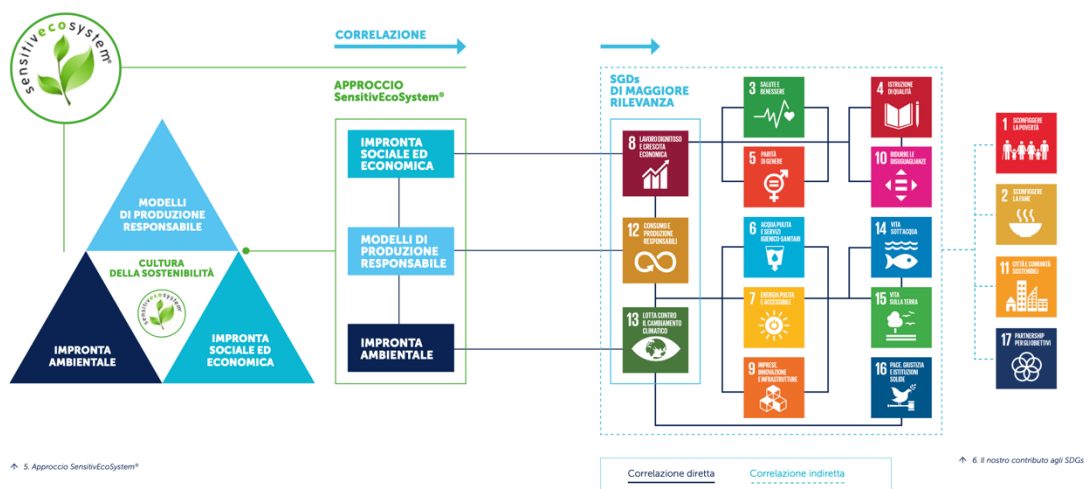 sensitivecosystem®
CORRELAZIONE
APPROCCIO
SensitivEcoSystem®
SGDs
DI MAGGIORE
RILEVANZA
MODELLI
DI PRODUZIONE
RESPONSABILE
CULTURA
DELLA SOSTENIBILITÀ
sensitivecosystem
IMPRONTA
AMBIENTALE
IMPRONTA
SOCIALE ED
ECONOMICA
IMPRONTA
SOCIALE ED
ECONOMICA
MODELLI DI
PRODUZIONE
RESPONSABILE
IMPRONTA
AMBIENTALE
8 LAVORO DIGNITOSO
E CRESCITA
ECONOMICA
12 CONSUMO E
PRODUZIONE
RESPONSABILI
13 LOTTA CONTRO
IL CAMBIAMENTO
CLIMATICO
3 SALUTE E
BENESSERE
5 PARITÀ
DI GENERE
6 ACQUA PULITA
E SERVIZI
IGIENICO-SANITARI
7 ENERGIA PULITA
E ACCESSIBILE
9 IMPRESE,
INNOVAZIONE
E INFRASTRUTTURE
4 ISTRUZIONE
DI QUALITÀ
10 RIDURRE LE
DISUGUAGLIANZE
14 VITA
SOTT'ACQUA
15 VITA
SULLA TERRA
16 PACE, GIUSTIZIA
E ISTITUZIONI
SOLIDE
1 SCONFIGGERE
LA POVERTÀ
2 SCONFIGGERE
LA FAME
11 CITTÀ E COMUNITÀ
SOSTENIBILI
17 PARTNERSHIP
PER GLI OBIETTIVI
↑ 5. Approccio SensitivEcoSystem®
Correlazione diretta
Correlazione indiretta
↑ 6. Il nostro contributo agli SDGs